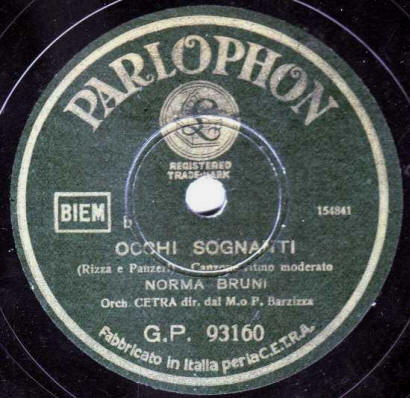 PARLOPHON
£
REGISTERED
TRADE-MARK
BIEM
154841
b
OCCHI SOGNANTI
(Rizza e Panzeri) - Canzone ritmo moderato
NORMA BRUNI
Orch. CETRA dir. dal M.o P. Barzizza
G.P. 93160
Fabbricato in Italia per la C.E.T.R.A.